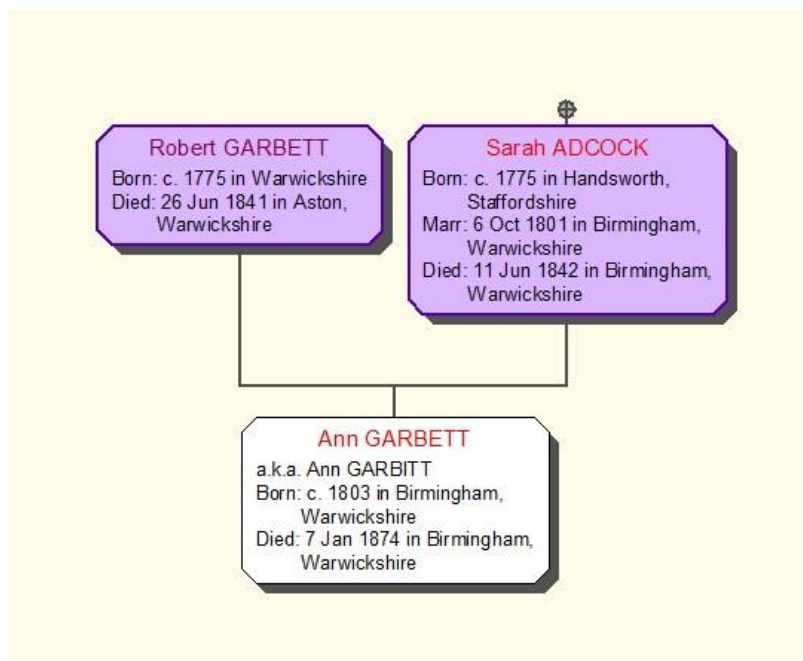 Robert GARBETT
Born: c. 1775 in Warwickshire
Died: 26 Jun 1841 in Aston,
Warwickshire
Sarah ADCOCK
Born: c. 1775 in Handsworth,
Staffordshire
Marr: 6 Oct 1801 in Birmingham,
Warwickshire
Died: 11 Jun 1842 in Birmingham,
Warwickshire
Ann GARBETT
a.k.a. Ann GARBITT
Born: c. 1803 in Birmingham,
Warwickshire
Died: 7 Jan 1874 in Birmingham,
Warwickshire